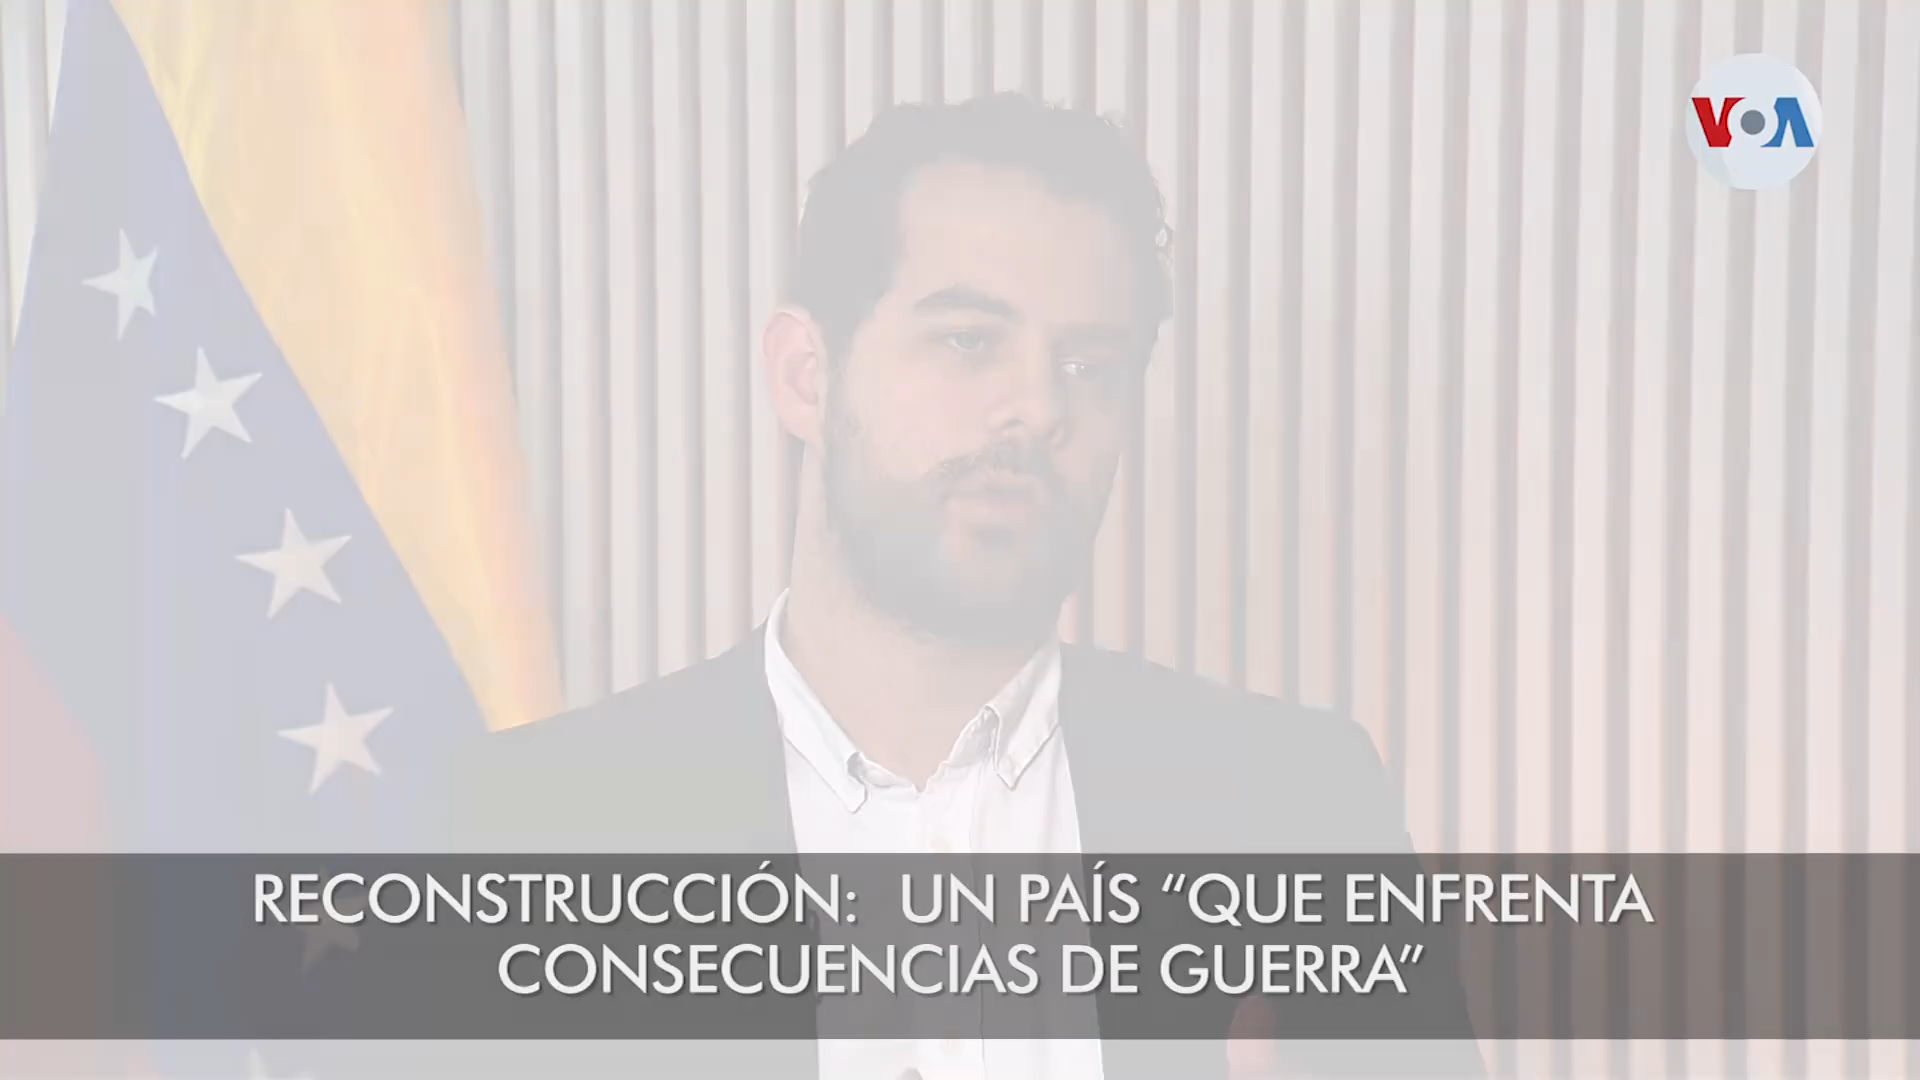 VOA
RECONSTRUCCIÓN: UN PAÍS “QUE ENFRENTA
CONSECUENCIAS DE GUERRA”